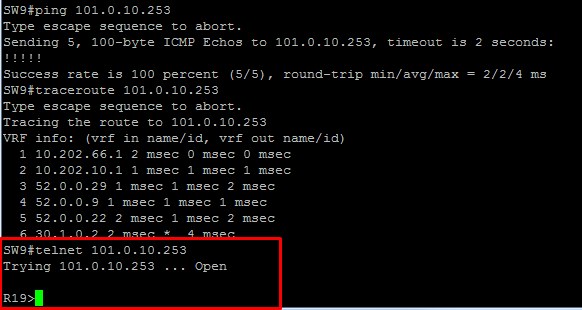 SW9#ping 101.0.10.253
Type escape sequence to abort.
Sending 5, 100-byte ICMP Echos to 101.0.10.253, timeout is 2 seconds:
!!!!!
Success rate is 100 percent (5/5), round-trip min/avg/max = 2/2/4 ms
SW9#traceroute 101.0.10.253
Type escape sequence to abort.
Tracing the route to 101.0.10.253
VRF info: (vrf in name/id, vrf out name/id)
1 10.202.66.1 2 msec 0 msec 0 msec
2 10.202.10.1 1 msec 1 msec 1 msec
3 52.0.0.29 1 msec 1 msec 2 msec
4 52.0.0.9 1 msec 1 msec 1 msec
5 52.0.0.22 2 msec 2 msec 1 msec
6 30.1.0.2 2 msec * 4 msec
SW9#telnet 101.0.10.253
Trying 101.0.10.253 ... Open
R19>